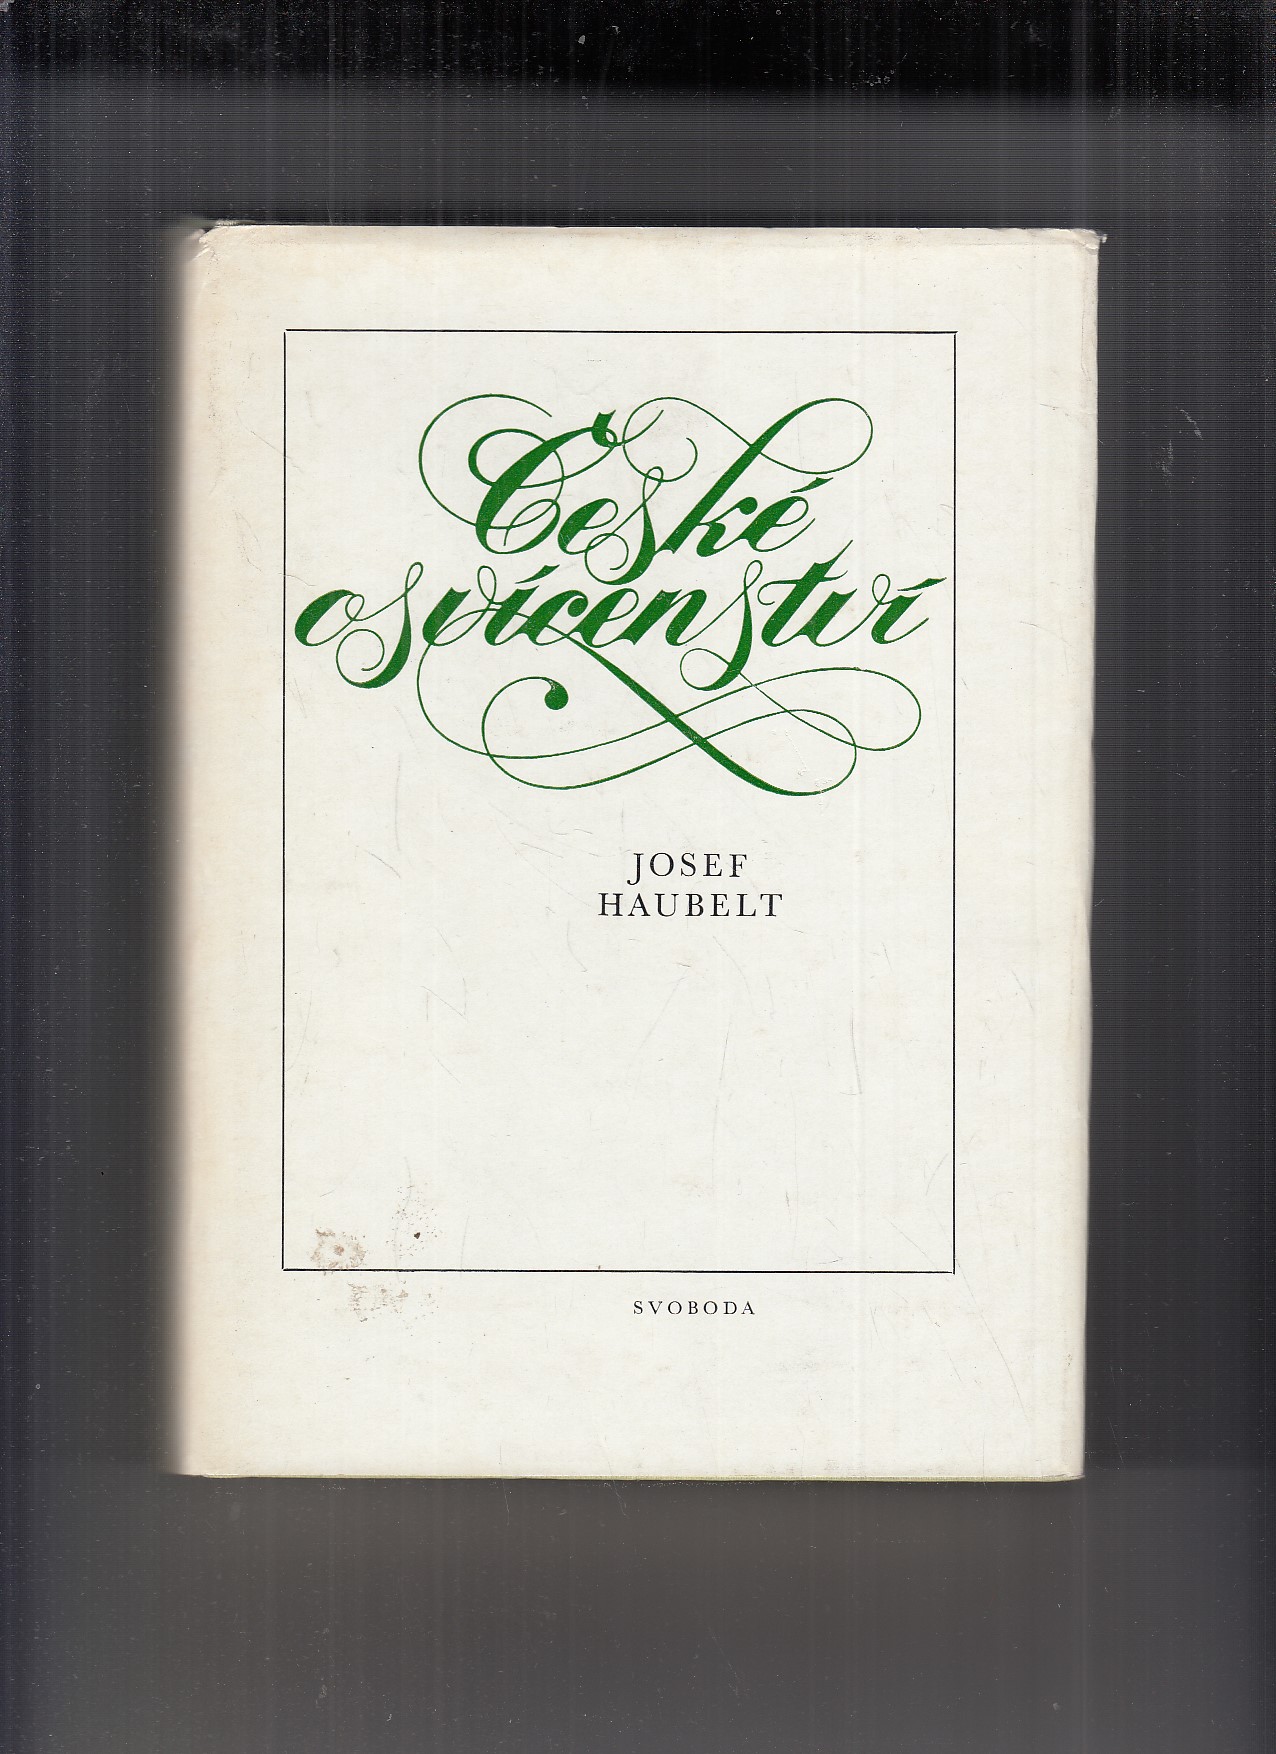 České
osvícenství
JOSEF
HAUBELT
SVOBODA